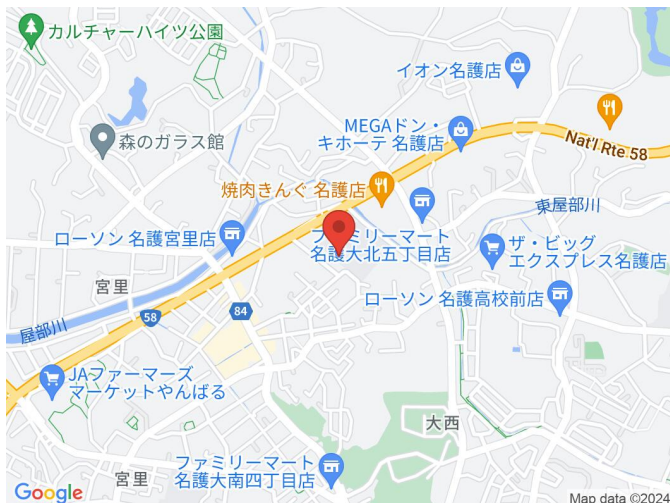 カルチャーハイツ公園
イオン名護店
MEGAドン・
キホーテ 名護店
森のガラス館
Nat'l Rte 58
焼肉きんぐ 名護店
東屋部川
ローソン 名護宮里店
ファミリーマート
名護大北五丁目店
ザ・ビッグ
エクスプレス名護店
宮里
ローソン 名護高校前店
84
58
屋部川
JAファーマーズ
マーケットやんばる
大西
宮里
ファミリーマート
名護大南四丁目店
Google
Map data ©2024